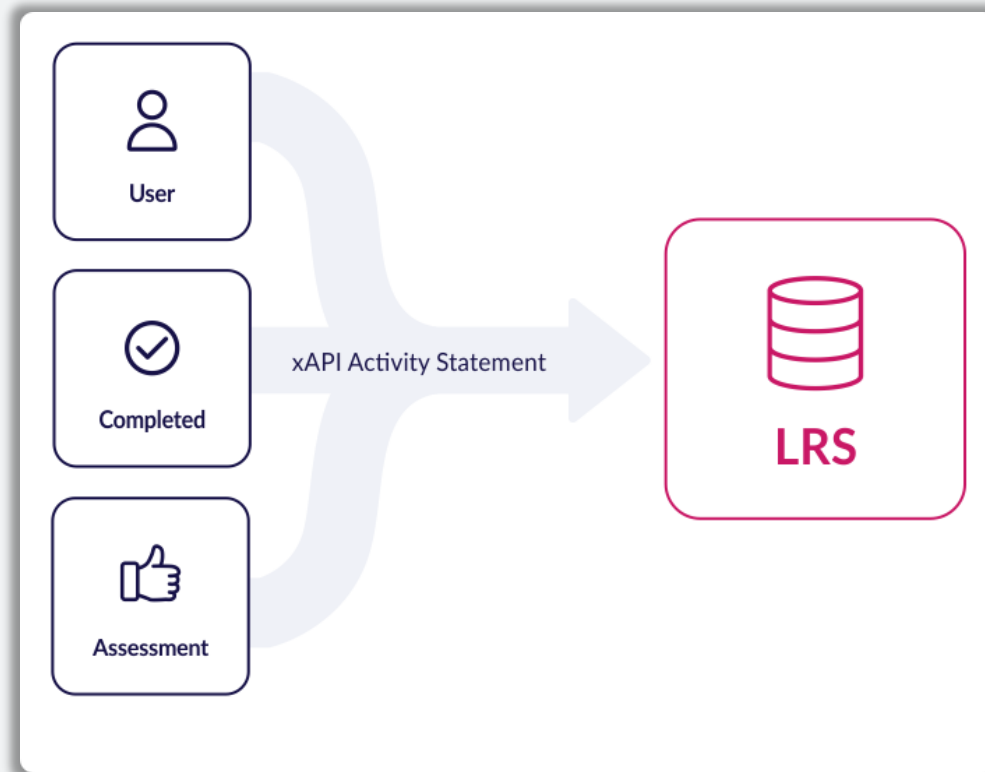 User
Completed
Assessment
xAPI Activity Statement
LRS